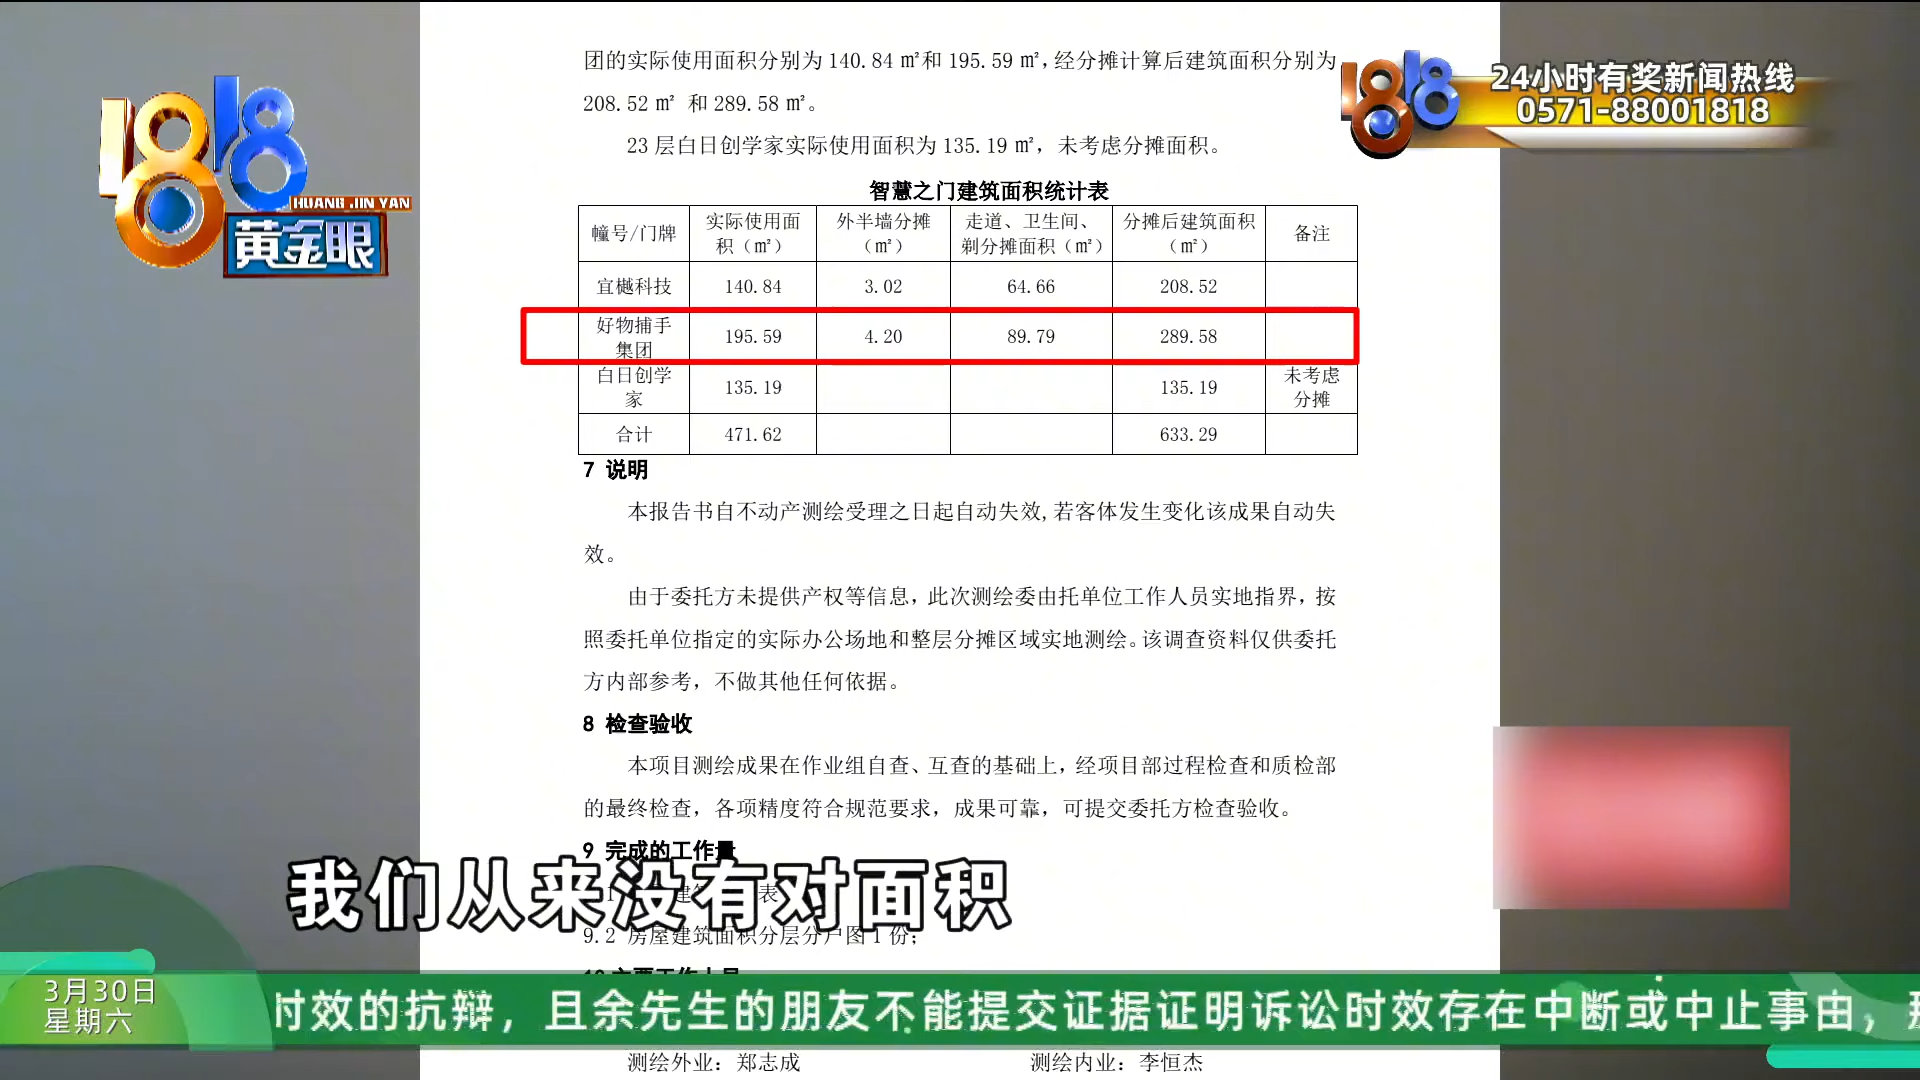 团的实际使用面积分别为 140.84 ㎡和 195.59 ㎡,经分摊计算后建筑面积分别为
208.52 ㎡ 和 289.58 ㎡。
23 层白日创学家实际使用面积为 135.19 ㎡，未考虑分摊面积。
1818
HUANG JIN YAN
黄金眼
1818
24小时有奖新闻热线
0571-88001818
智慧之门建筑面积统计表
幢号/门牌 实际使用面积（㎡） 外半墙分摊（㎡） 走道、卫生间、剃分摊面积（㎡） 分摊后建筑面积（㎡） 备注
宜樾科技 140.84 3.02 64.66 208.52
好物捕手集团 195.59 4.20 89.79 289.58
白日创学家 135.19 135.19 未考虑分摊
合计 471.62 633.29
7 说明
本报告书自不动产测绘受理之日起自动失效,若客体发生变化该成果自动失
效。
由于委托方未提供产权等信息，此次测绘委由托单位工作人员实地指界，按
照委托单位指定的实际办公场地和整层分摊区域实地测绘。该调查资料仅供委托
方内部参考，不做其他任何依据。
8 检查验收
本项目测绘成果在作业组自查、互查的基础上，经项目部过程检查和质检部
的最终检查，各项精度符合规范要求，成果可靠，可提交委托方检查验收。
9 完成的工作量
我们从来没有对面积
9.2 房屋建筑面积分层分户图 1 份；
3月30日
星期六
时效的抗辩，且余先生的朋友不能提交证据证明诉讼时效存在中断或中止事由，
测绘外业：郑志成 测绘内业：李恒杰